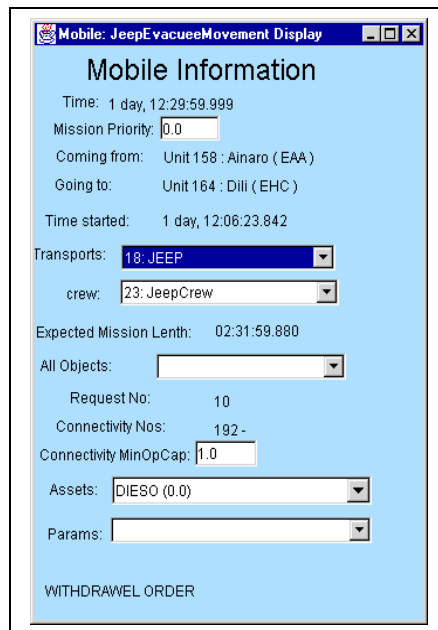 Mobile: JeepEvacueeMovement Display
Mobile Information
Time: 1 day, 12:29:59.999
Mission Priority: 0.0
Coming from: Unit 158 : Ainaro ( EAA )
Going to: Unit 164 : Dili ( EHC )
Time started: 1 day, 12:06:23.842
Transports: 18: JEEP
crew: 23: JeepCrew
Expected Mission Lenth: 02:31:59.880
All Objects:
Request No: 10
Connectivity Nos: 192 -
Connectivity MinOpCap: 1.0
Assets: DIESO (0.0)
Params:
WITHDRAWEL ORDER